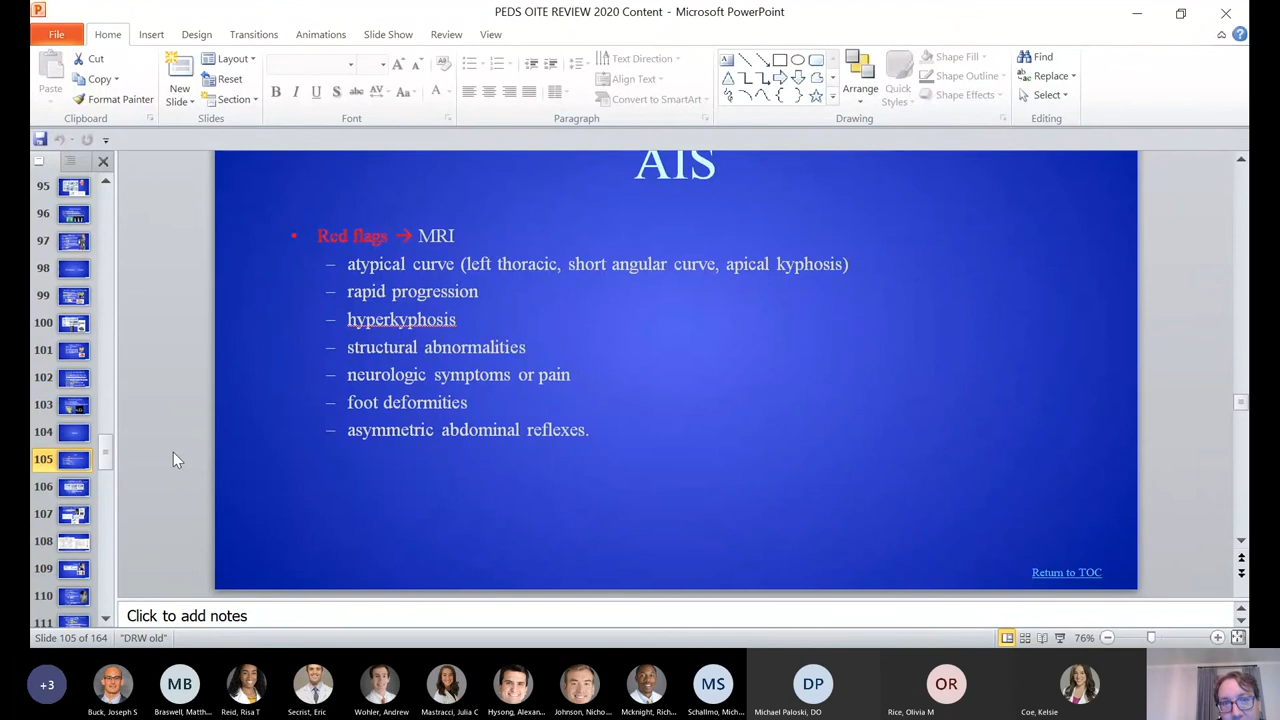 PEDS OITE REVIEW 2020 Content - Microsoft PowerPoint
File Home Insert Design Transitions Animations Slide Show Review View
Paste
Cut
Copy
Format Painter
Clipboard
New Slide
Layout
Reset
Section
Slides
Font
Text Direction
Align Text
Convert to SmartArt
Paragraph
Arrange
Quick Styles
Shape Fill
Shape Outline
Shape Effects
Drawing
Find
Replace
Select
Editing
95
96
97
98
99
100
101
102
103
104
105
106
107
108
109
110
111
AIS
• Red flags → MRI
– atypical curve (left thoracic, short angular curve, apical kyphosis)
– rapid progression
– hyperkyphosis
– structural abnormalities
– neurologic symptoms or pain
– foot deformities
– asymmetric abdominal reflexes.
Return to TOC
Click to add notes
Slide 105 of 164 "DRW old" 76%
+3 MB MS DP OR
Buck, Joseph S Braswell, Matth... Reid, Risa T Secrist, Eric Wohler, Andrew Mastracci, Julia C Hysong, Alexan... Johnson, Nicho... Mcknight, Rich... Schallmo, Mich... Michael Paloski, DO Rice, Olivia M Coe, Kelsie